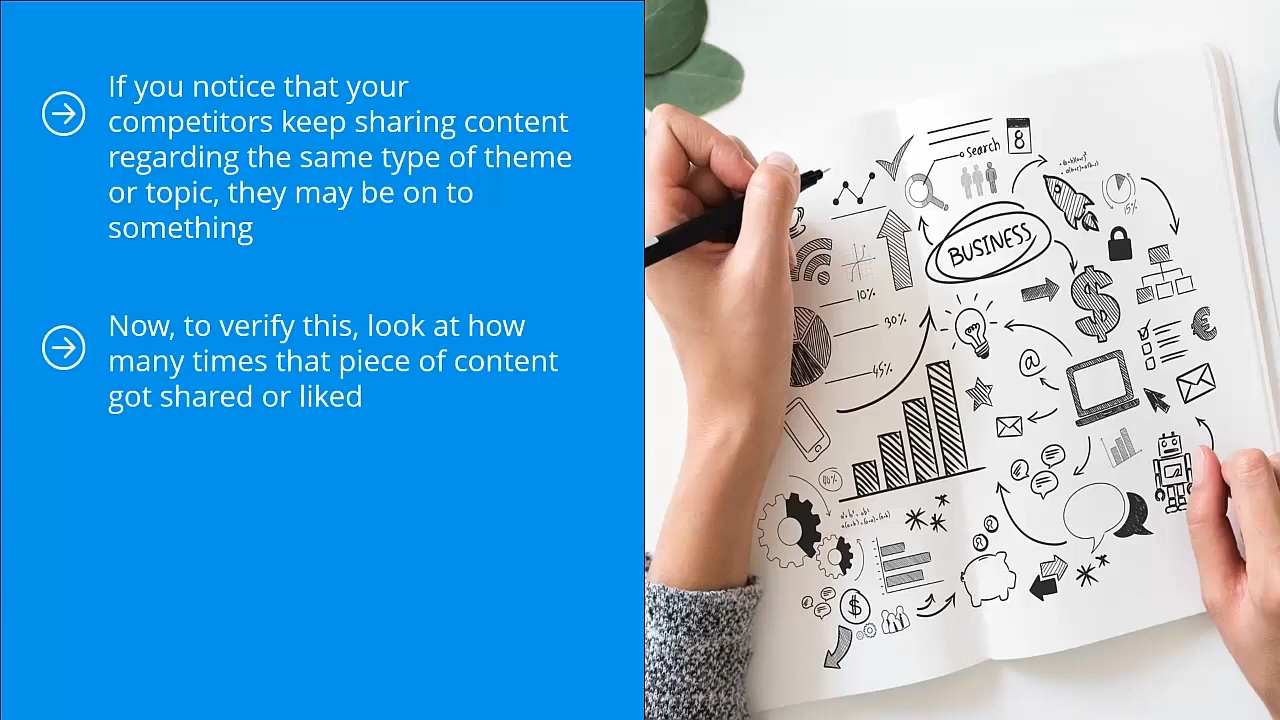 If you notice that your
competitors keep sharing content
regarding the same type of theme
or topic, they may be on to
something
Now, to verify this, look at how
many times that piece of content
got shared or liked
8
search
15%
BUSINESS
10%
30%
45%
@